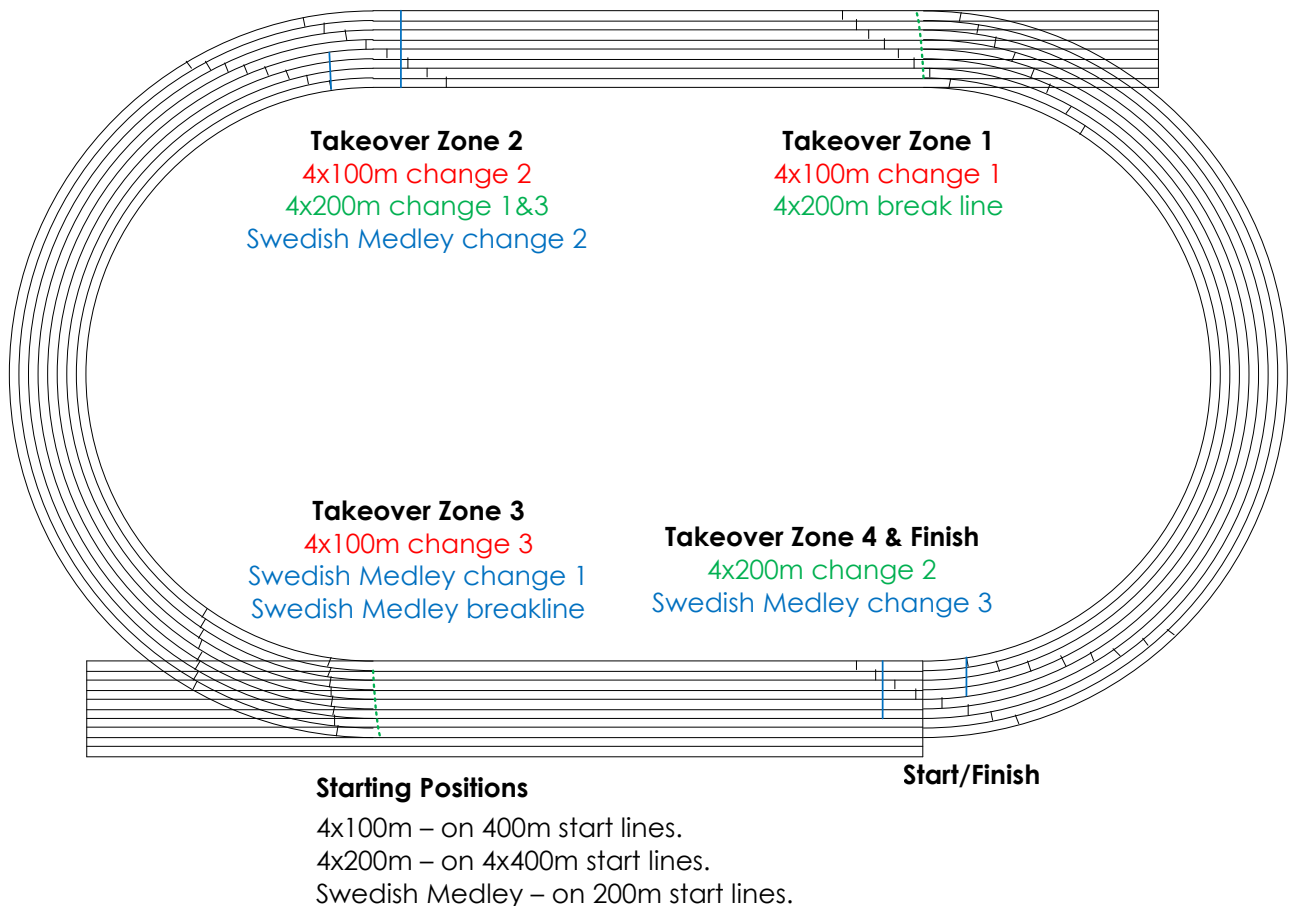 Takeover Zone 2
4x100m change 2
4x200m change 1&3
Swedish Medley change 2
Takeover Zone 1
4x100m change 1
4x200m break line
Takeover Zone 3
4x100m change 3
Swedish Medley change 1
Swedish Medley breakline
Takeover Zone 4 & Finish
4x200m change 2
Swedish Medley change 3
Start/Finish
Starting Positions
4x100m – on 400m start lines.
4x200m – on 4x400m start lines.
Swedish Medley – on 200m start lines.